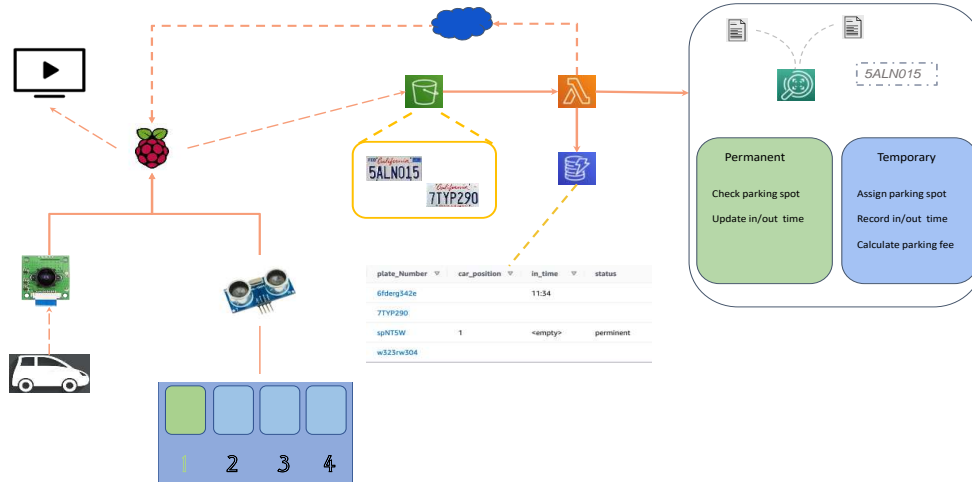 5ALN015
California
5ALN015
California
7TYP290
Permanent
Check parking spot
Update in/out time
Temporary
Assign parking spot
Record in/out time
Calculate parking fee
plate_Number car_position in_time status
6fderg342e 11:34
7TYP290
spNT5W 1 <empty> perminent
w323rw304
1 2 3 4